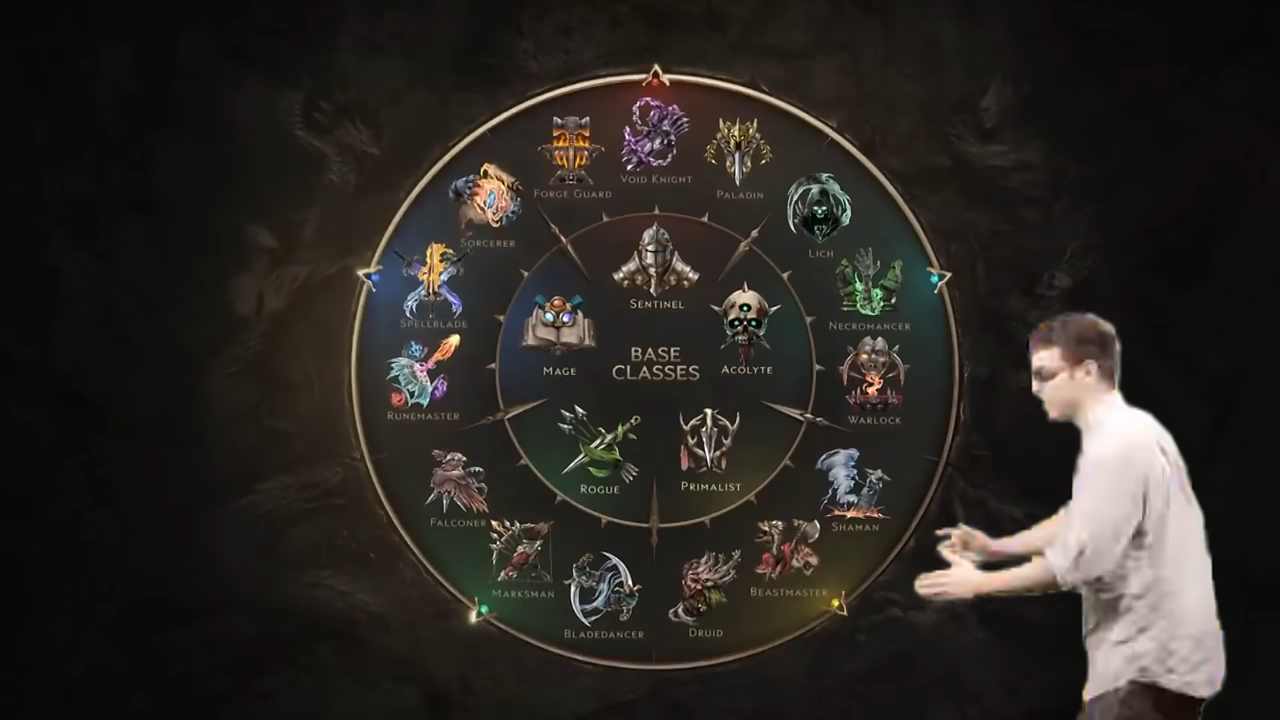 Void Knight
Forge Guard
Paladin
Sorcerer
Lich
Sentinel
Spellblade
Necromancer
Base
Classes
Mage
Acolyte
Runemaster
Warlock
Rogue
Primalist
Falconer
Shaman
Marksman
Beastmaster
Bladedancer
Druid